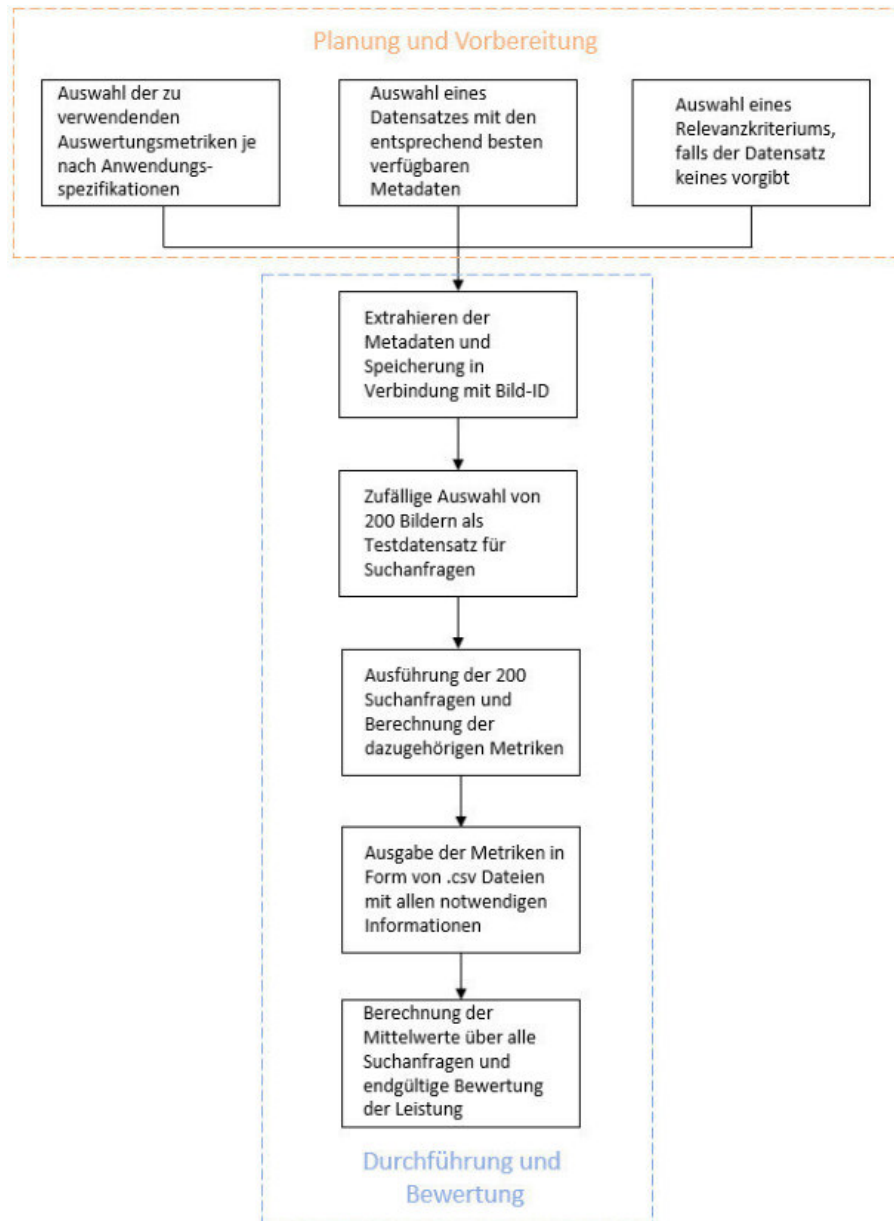 Planung und Vorbereitung
Auswahl der zu
verwendenden
Auswertungsmetriken je
nach Anwendungs-
spezifikationen
Auswahl eines
Datensatzes mit den
entsprechend besten
verfügbaren
Metadaten
Auswahl eines
Relevanzkriteriums,
falls der Datensatz
keines vorgibt
Extrahieren der
Metadaten und
Speicherung in
Verbindung mit Bild-ID
Zufällige Auswahl von
200 Bildern als
Testdatensatz für
Suchanfragen
Ausführung der 200
Suchanfragen und
Berechnung der
dazugehörigen Metriken
Ausgabe der Metriken in
Form von .csv Dateien
mit allen notwendigen
Informationen
Berechnung der
Mittelwerte über alle
Suchanfragen und
endgültige Bewertung
der Leistung
Durchführung und
Bewertung